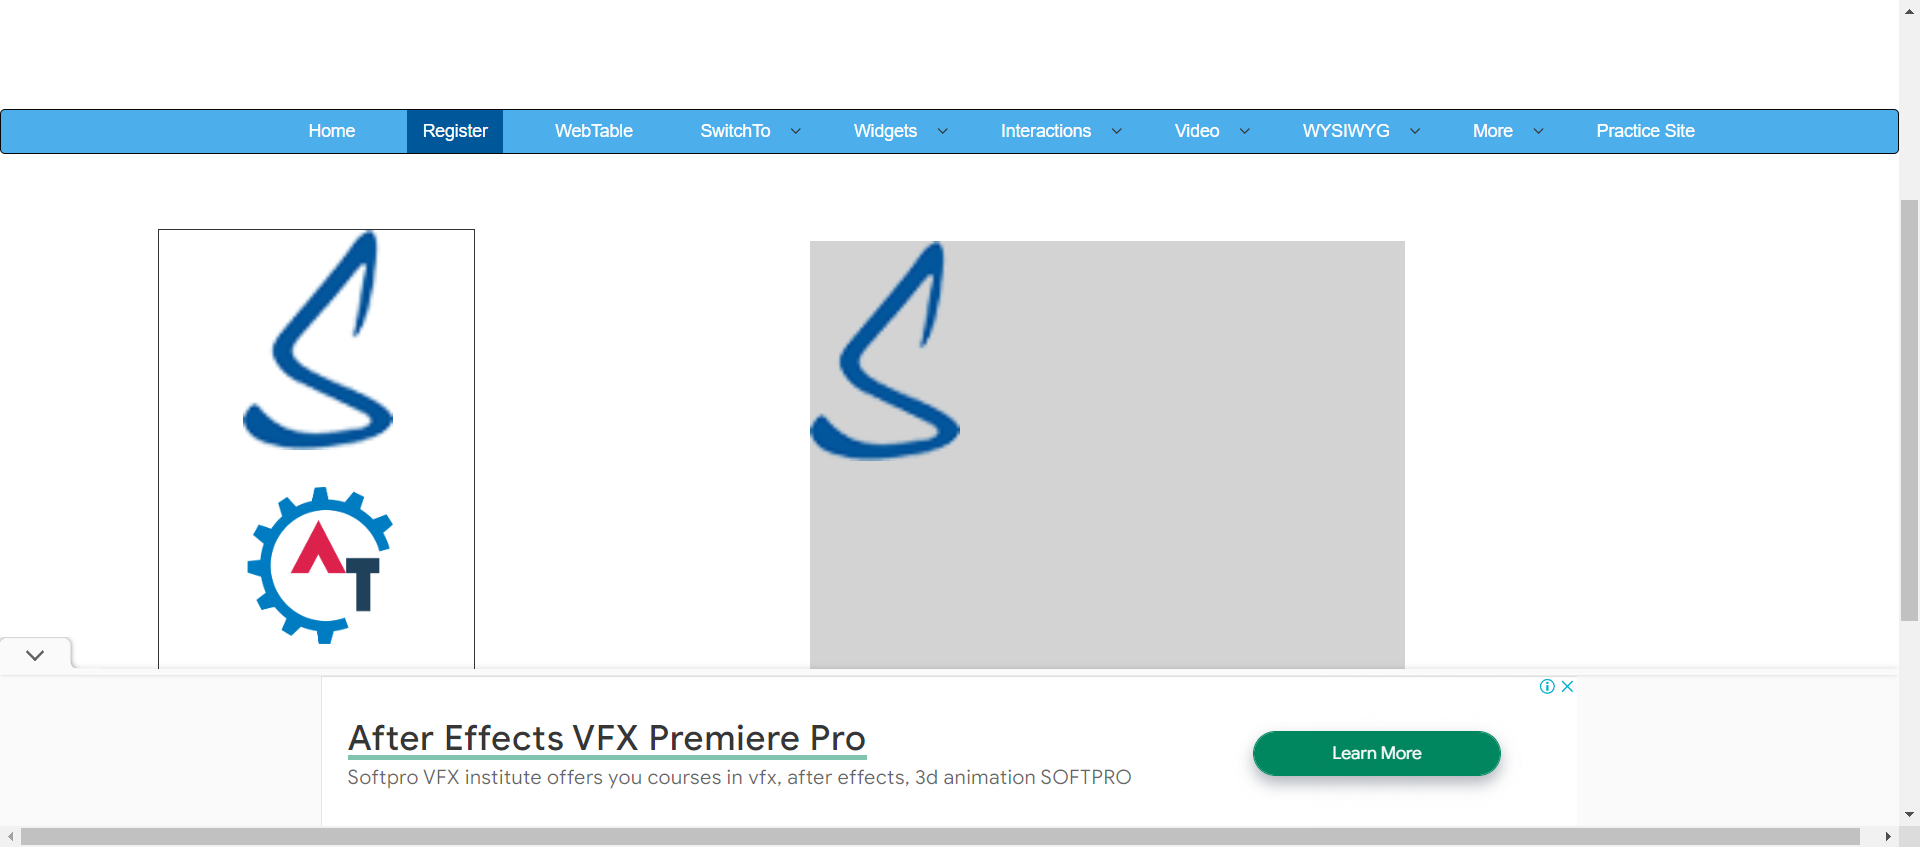 Home Register WebTable SwitchTo Widgets Interactions Video WYSIWYG More Practice Site
AT
After Effects VFX Premiere Pro
Softpro VFX institute offers you courses in vfx, after effects, 3d animation SOFTPRO
Learn More